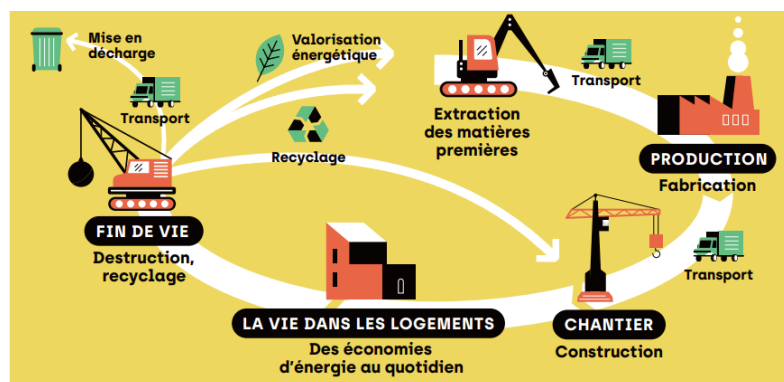 Mise en
décharge
Transport
Valorisation
énergétique
Recyclage
Extraction
des matières
premières
Transport
PRODUCTION
Fabrication
Transport
CHANTIER
Construction
LA VIE DANS LES LOGEMENTS
Des économies
d'énergie au quotidien
FIN DE VIE
Destruction,
recyclage